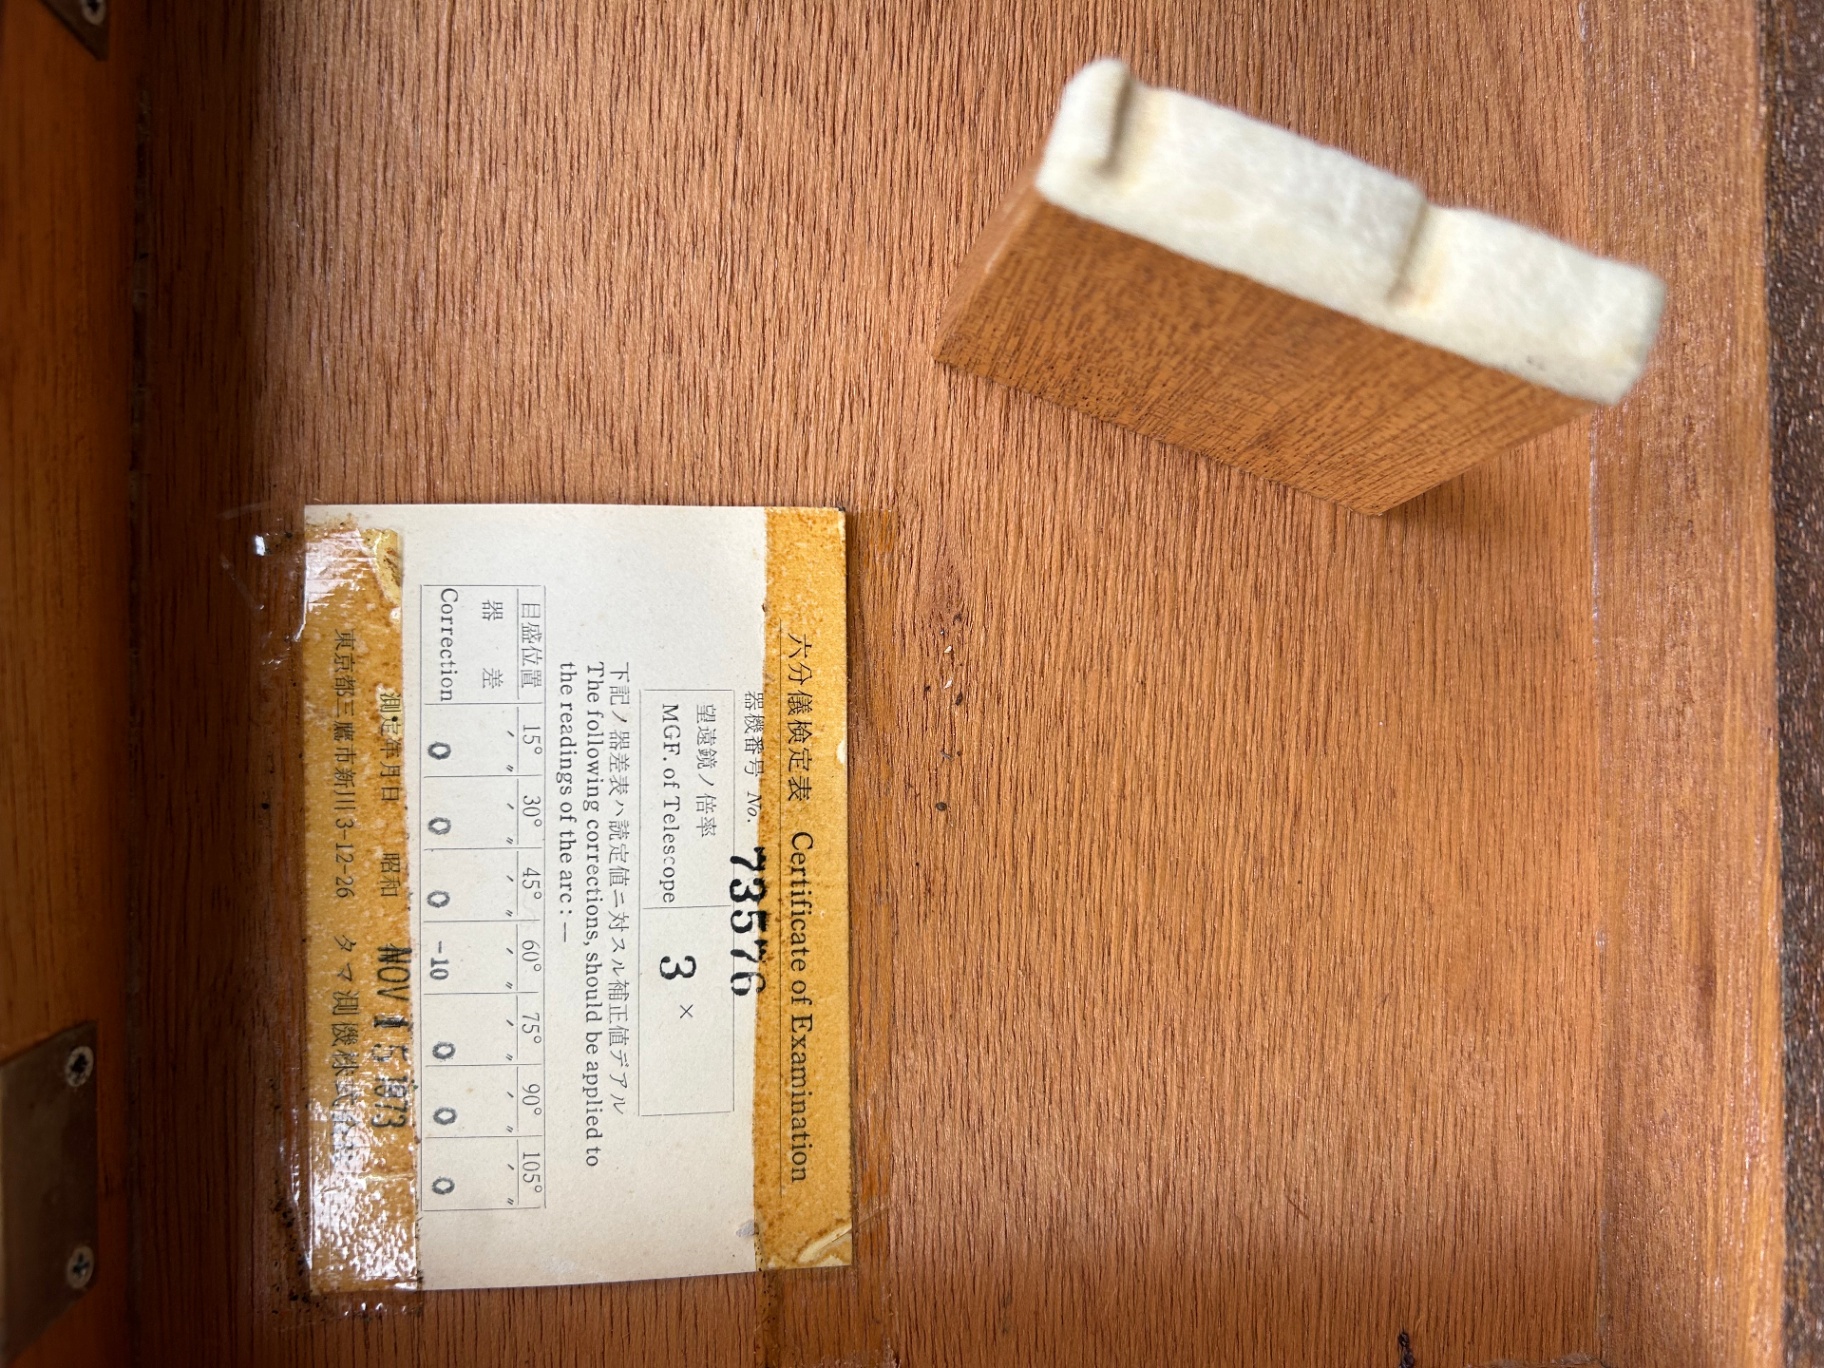 六分儀検定表 Certificate of Examination
器機番号 No. 73576
望遠鏡ノ倍率
MGF. of Telescope 3 ×
下記ノ器差表ハ読定値ニ対スル補正値デアル
The following corrections, should be applied to
the readings of the arc:—
目盛位置 15° 30° 45° 60° 75° 90° 105°
器差 ′ ″ ′ ″ ′ ″ ′ ″ ′ ″ ′ ″ ′ ″
Correction 0 0 0 -10 0 0 0
測定年月日 昭和 NOV 15 1973
東京都三鷹市新川3-12-26 タマ測機株式会社